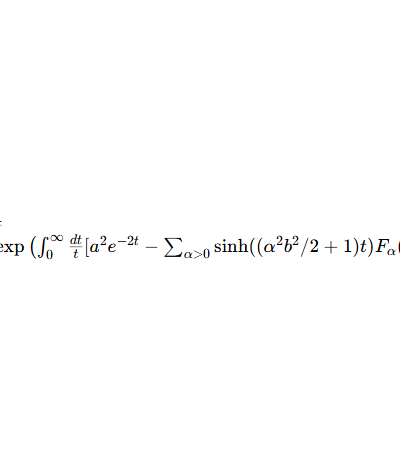 exp (∫₀^∞ dt/t [a²e^{−2t} − ∑_{α>0} sinh((α²b²/2 + 1)t)F_α(